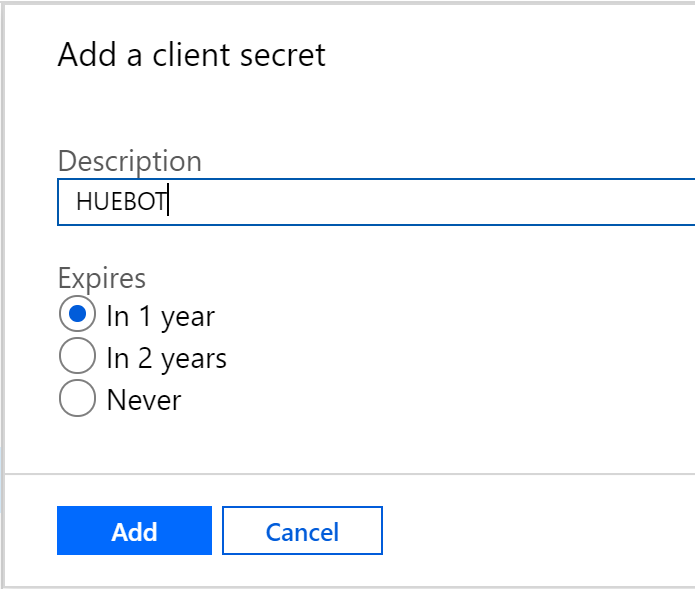 Add a client secret
Description
HUEBOT
Expires
In 1 year
In 2 years
Never
Add
Cancel